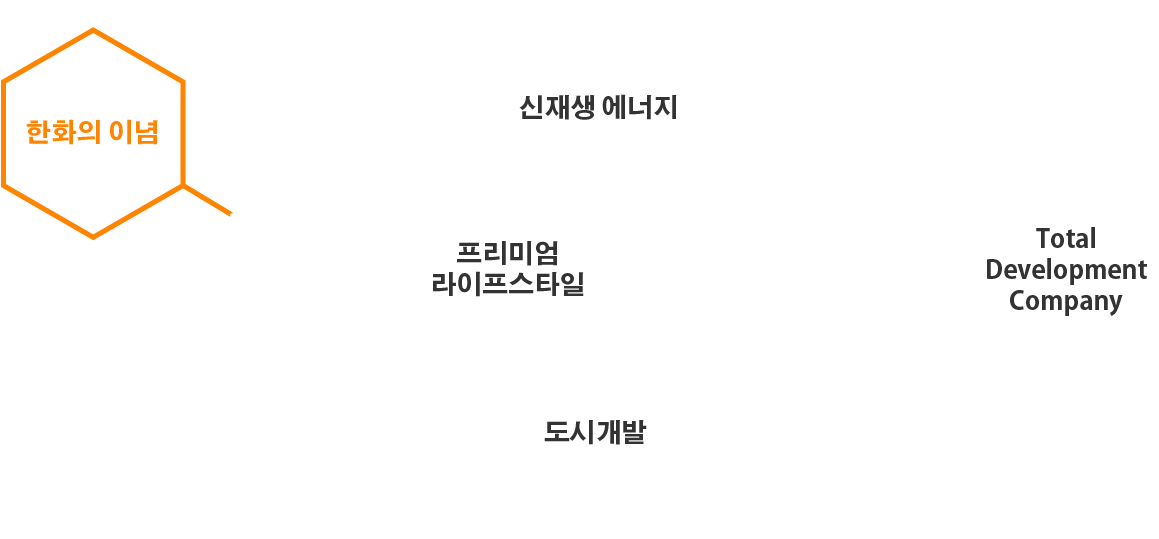 한화의 이념
신재생 에너지
프리미엄
라이프스타일
도시개발
Total
Development
Company